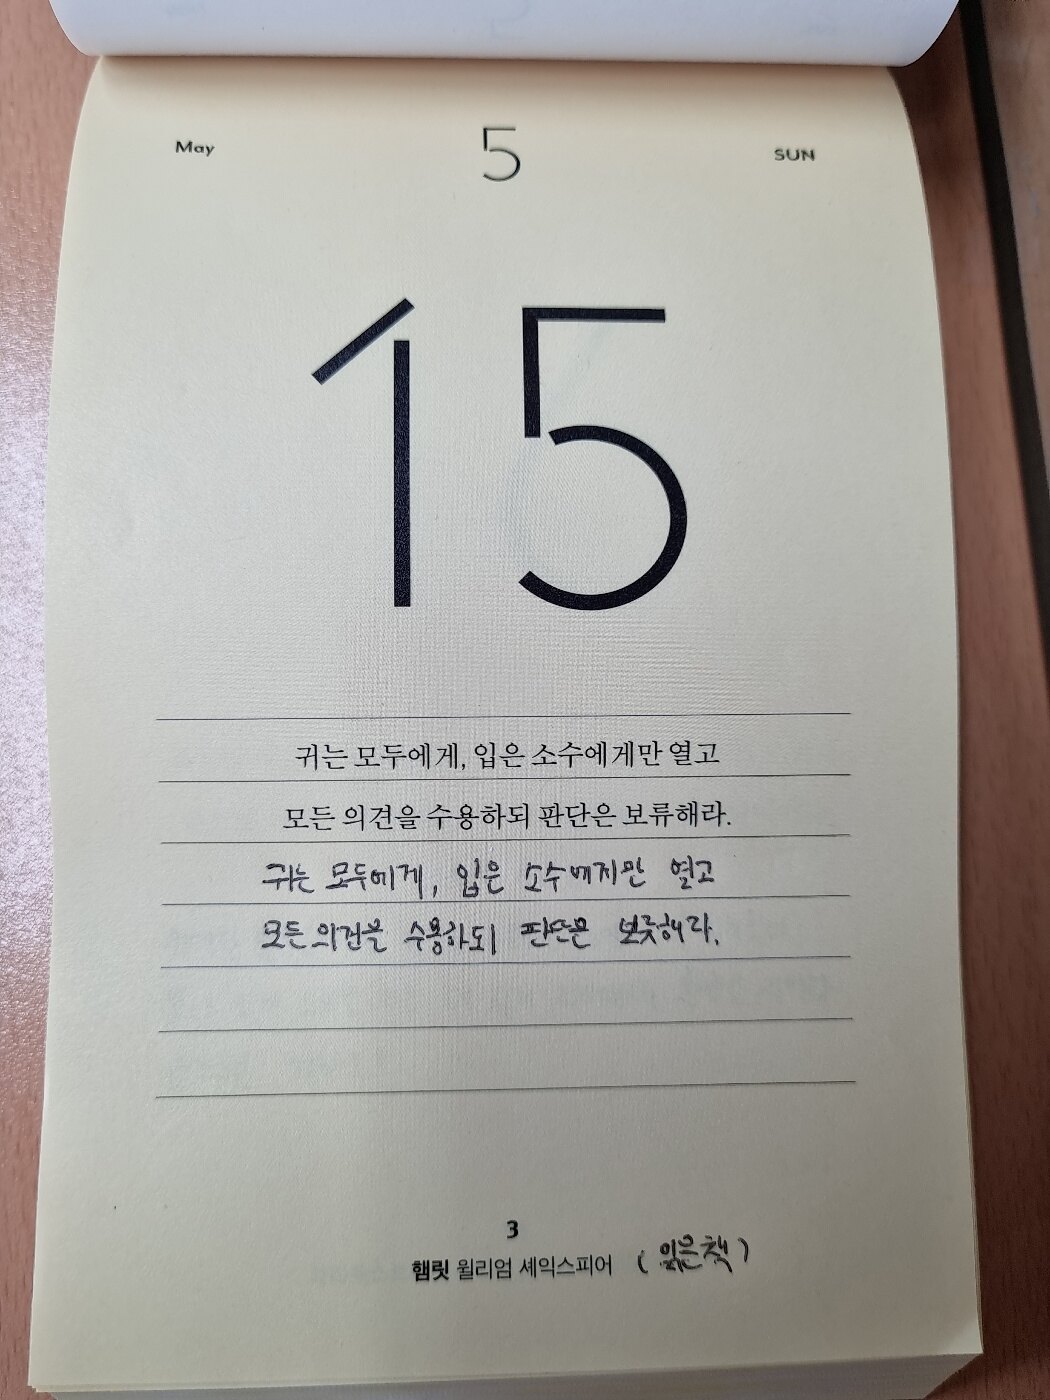 May 5 SUN
15
귀는 모두에게, 입은 소수에게만 열고
모든 의견을 수용하되 판단은 보류해라.
귀는 모두에게, 입은 소수에게만 열고
모든 의견을 수용하되 판단은 보륫해라.
3
햄릿 윌리엄 셰익스피어 ( 읽은책 )